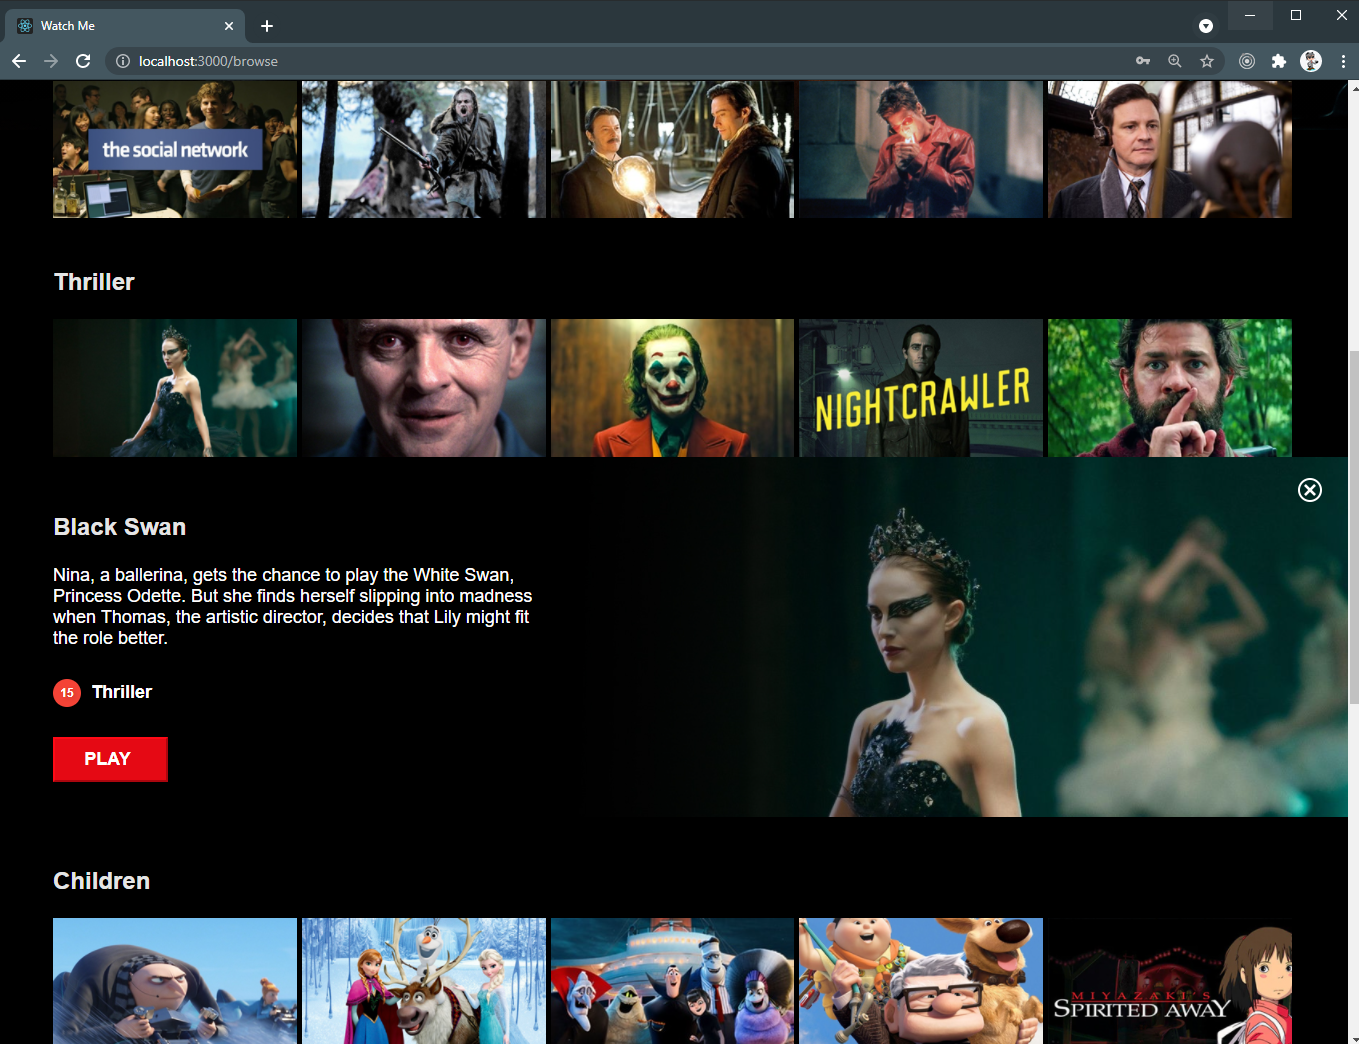 Watch Me
localhost:3000/browse
the social network
Thriller
NIGHTCRAWLER
Black Swan
Nina, a ballerina, gets the chance to play the White Swan,
Princess Odette. But she finds herself slipping into madness
when Thomas, the artistic director, decides that Lily might fit
the role better.
15 Thriller
PLAY
Children
MIYAZAKI'S
SPIRITED AWAY